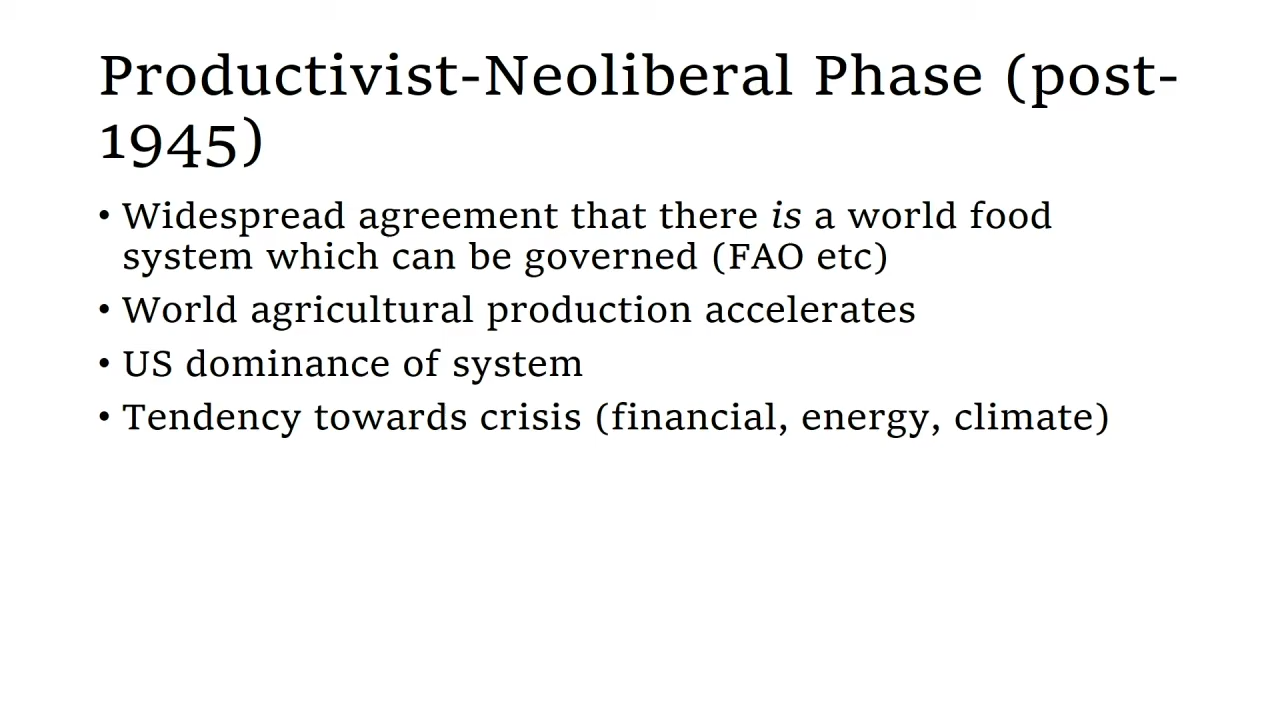 Productivist-Neoliberal Phase (post-
1945)
• Widespread agreement that there is a world food
system which can be governed (FAO etc)
• World agricultural production accelerates
• US dominance of system
• Tendency towards crisis (financial, energy, climate)